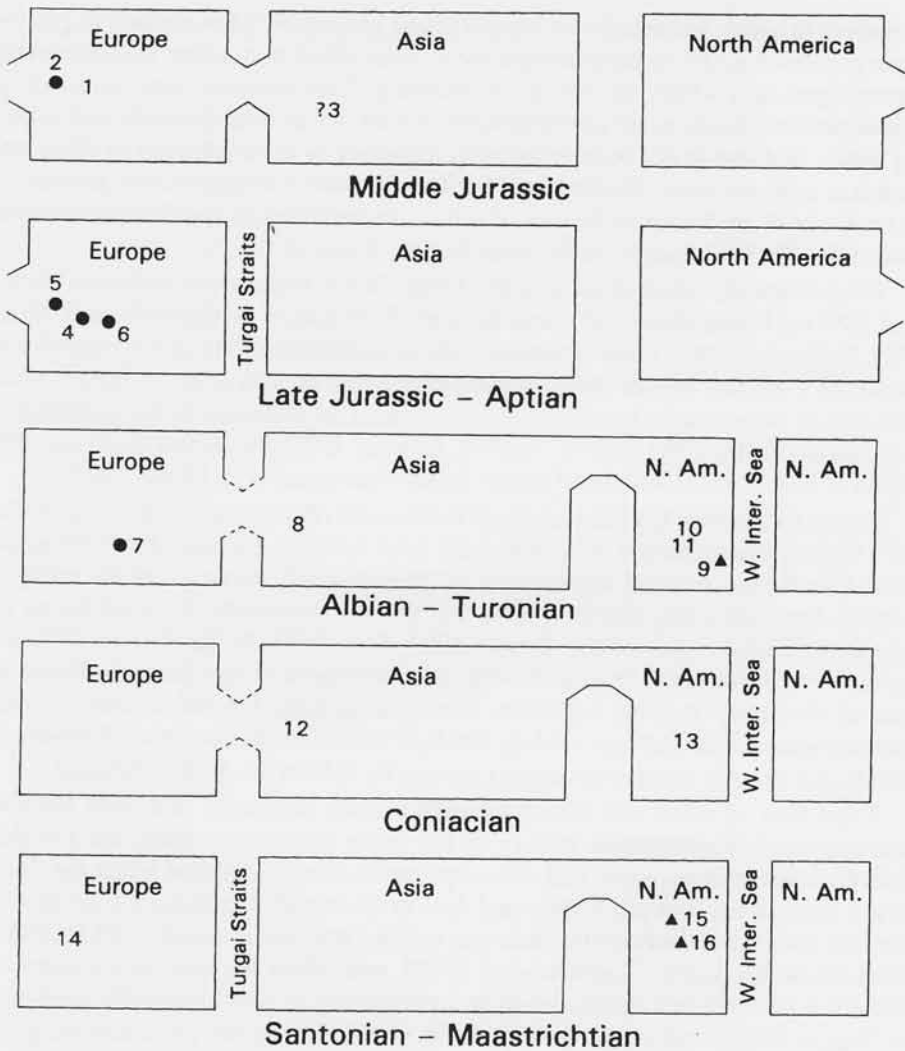 Europe
Asia
North America
2
1
?3
Middle Jurassic
Europe
Turgai Straits
Asia
North America
5
4
6
Late Jurassic – Aptian
Europe
Asia
N. Am.
W. Inter. Sea
N. Am.
8
10
11
7
9
Albian – Turonian
Europe
Asia
N. Am.
W. Inter. Sea
N. Am.
12
13
Coniacian
Europe
Turgai Straits
Asia
N. Am.
W. Inter. Sea
N. Am.
15
14
16
Santonian – Maastrichtian